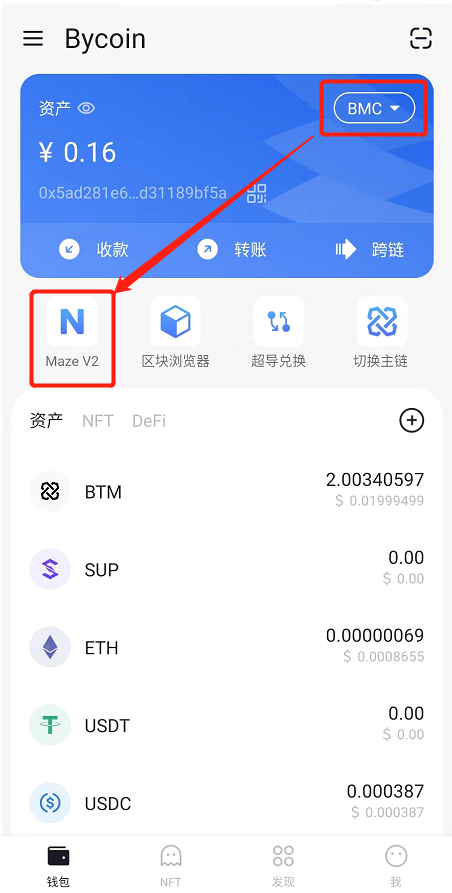 Bycoin
资产
BMC
¥ 0.16
0x5ad281e6...d31189bf5a
收款 转账 跨链
N
Maze V2 区块浏览器 超导兑换 切换主链
资产 NFT DeFi
BTM 2.00340597
$ 0.01999499
SUP 0.00
$ 0.00
ETH 0.00000069
$ 0.0008655
USDT 0.00
$ 0.00
USDC 0.000387
$ 0.000387
钱包 NFT 发现 我